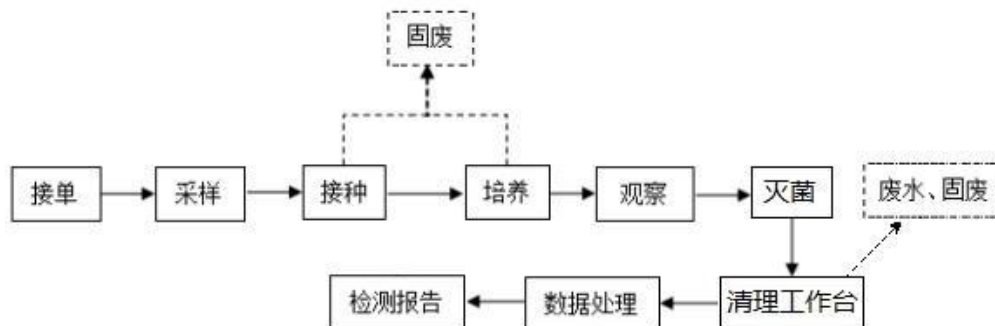 固废
接单
采样
接种
培养
观察
灭菌
废水、固废
检测报告
数据处理
清理工作台